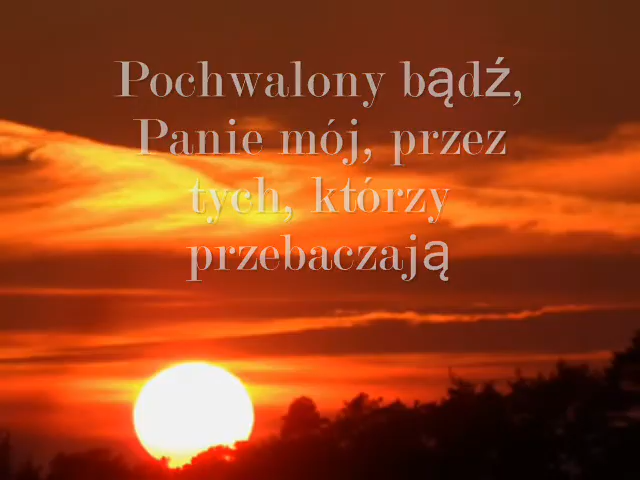 Pochwalony bądź,
Panie mój, przez
tych, którzy
przebaczają